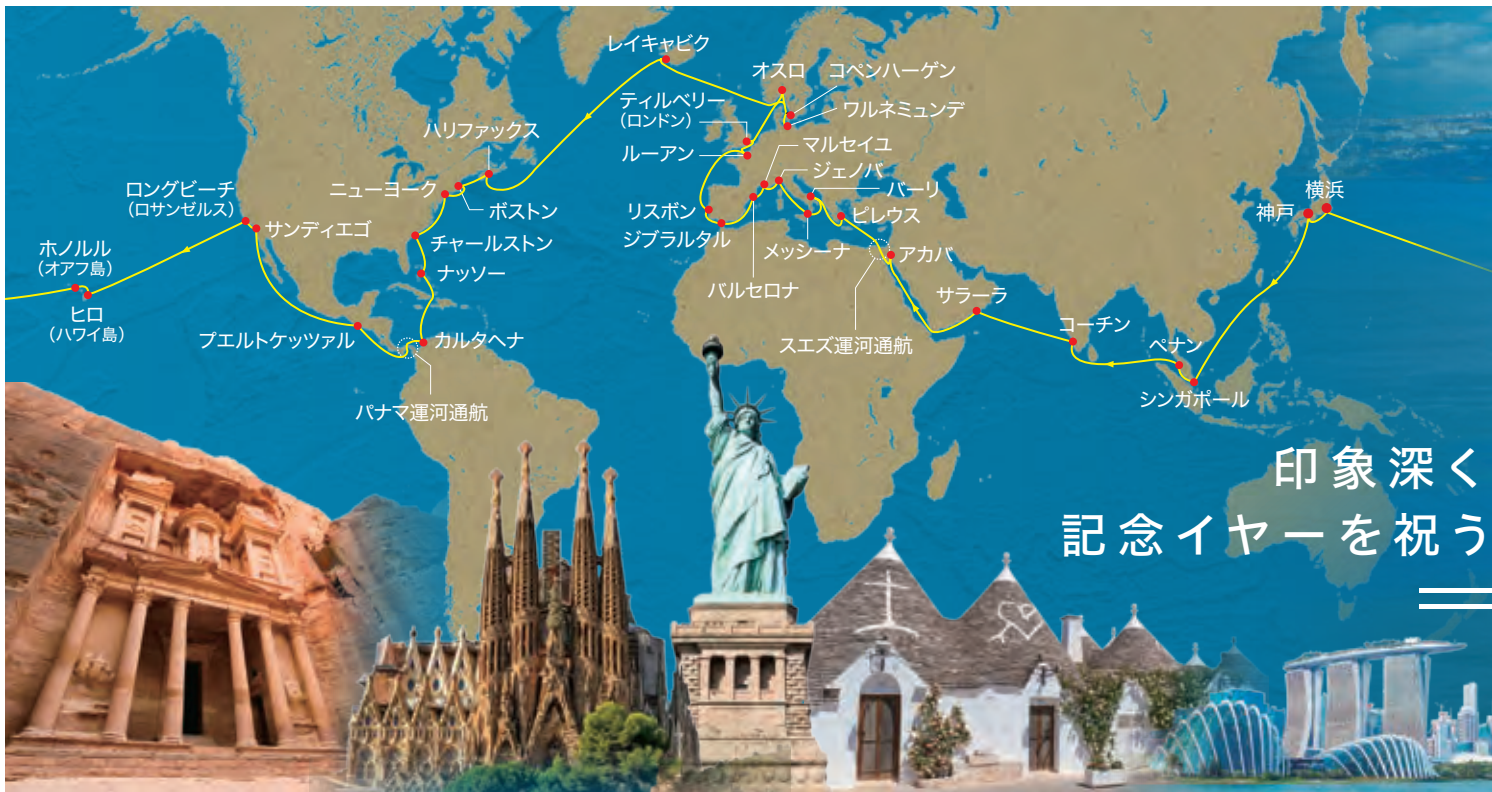 レイキャビク
オスロ
コペンハーゲン
ティルベリー
(ロンドン)
ワルネミュンデ
ハリファックス
マルセイユ
ルーアン
ジェノバ
ロングビーチ
(ロサンゼルス)
ニューヨーク
バーリ
横浜
神戸
ボストン
リスボン
ピレウス
サンディエゴ
ジブラルタル
チャールストン
メッシーナ
アカバ
ホノルル
(オアフ島)
ナッソー
バルセロナ
サラーラ
ヒロ
(ハワイ島)
コーチン
プエルトケッツァル
カルタヘナ
スエズ運河通航
ペナン
シンガポール
パナマ運河通航
印象深く
記念イヤーを祝う